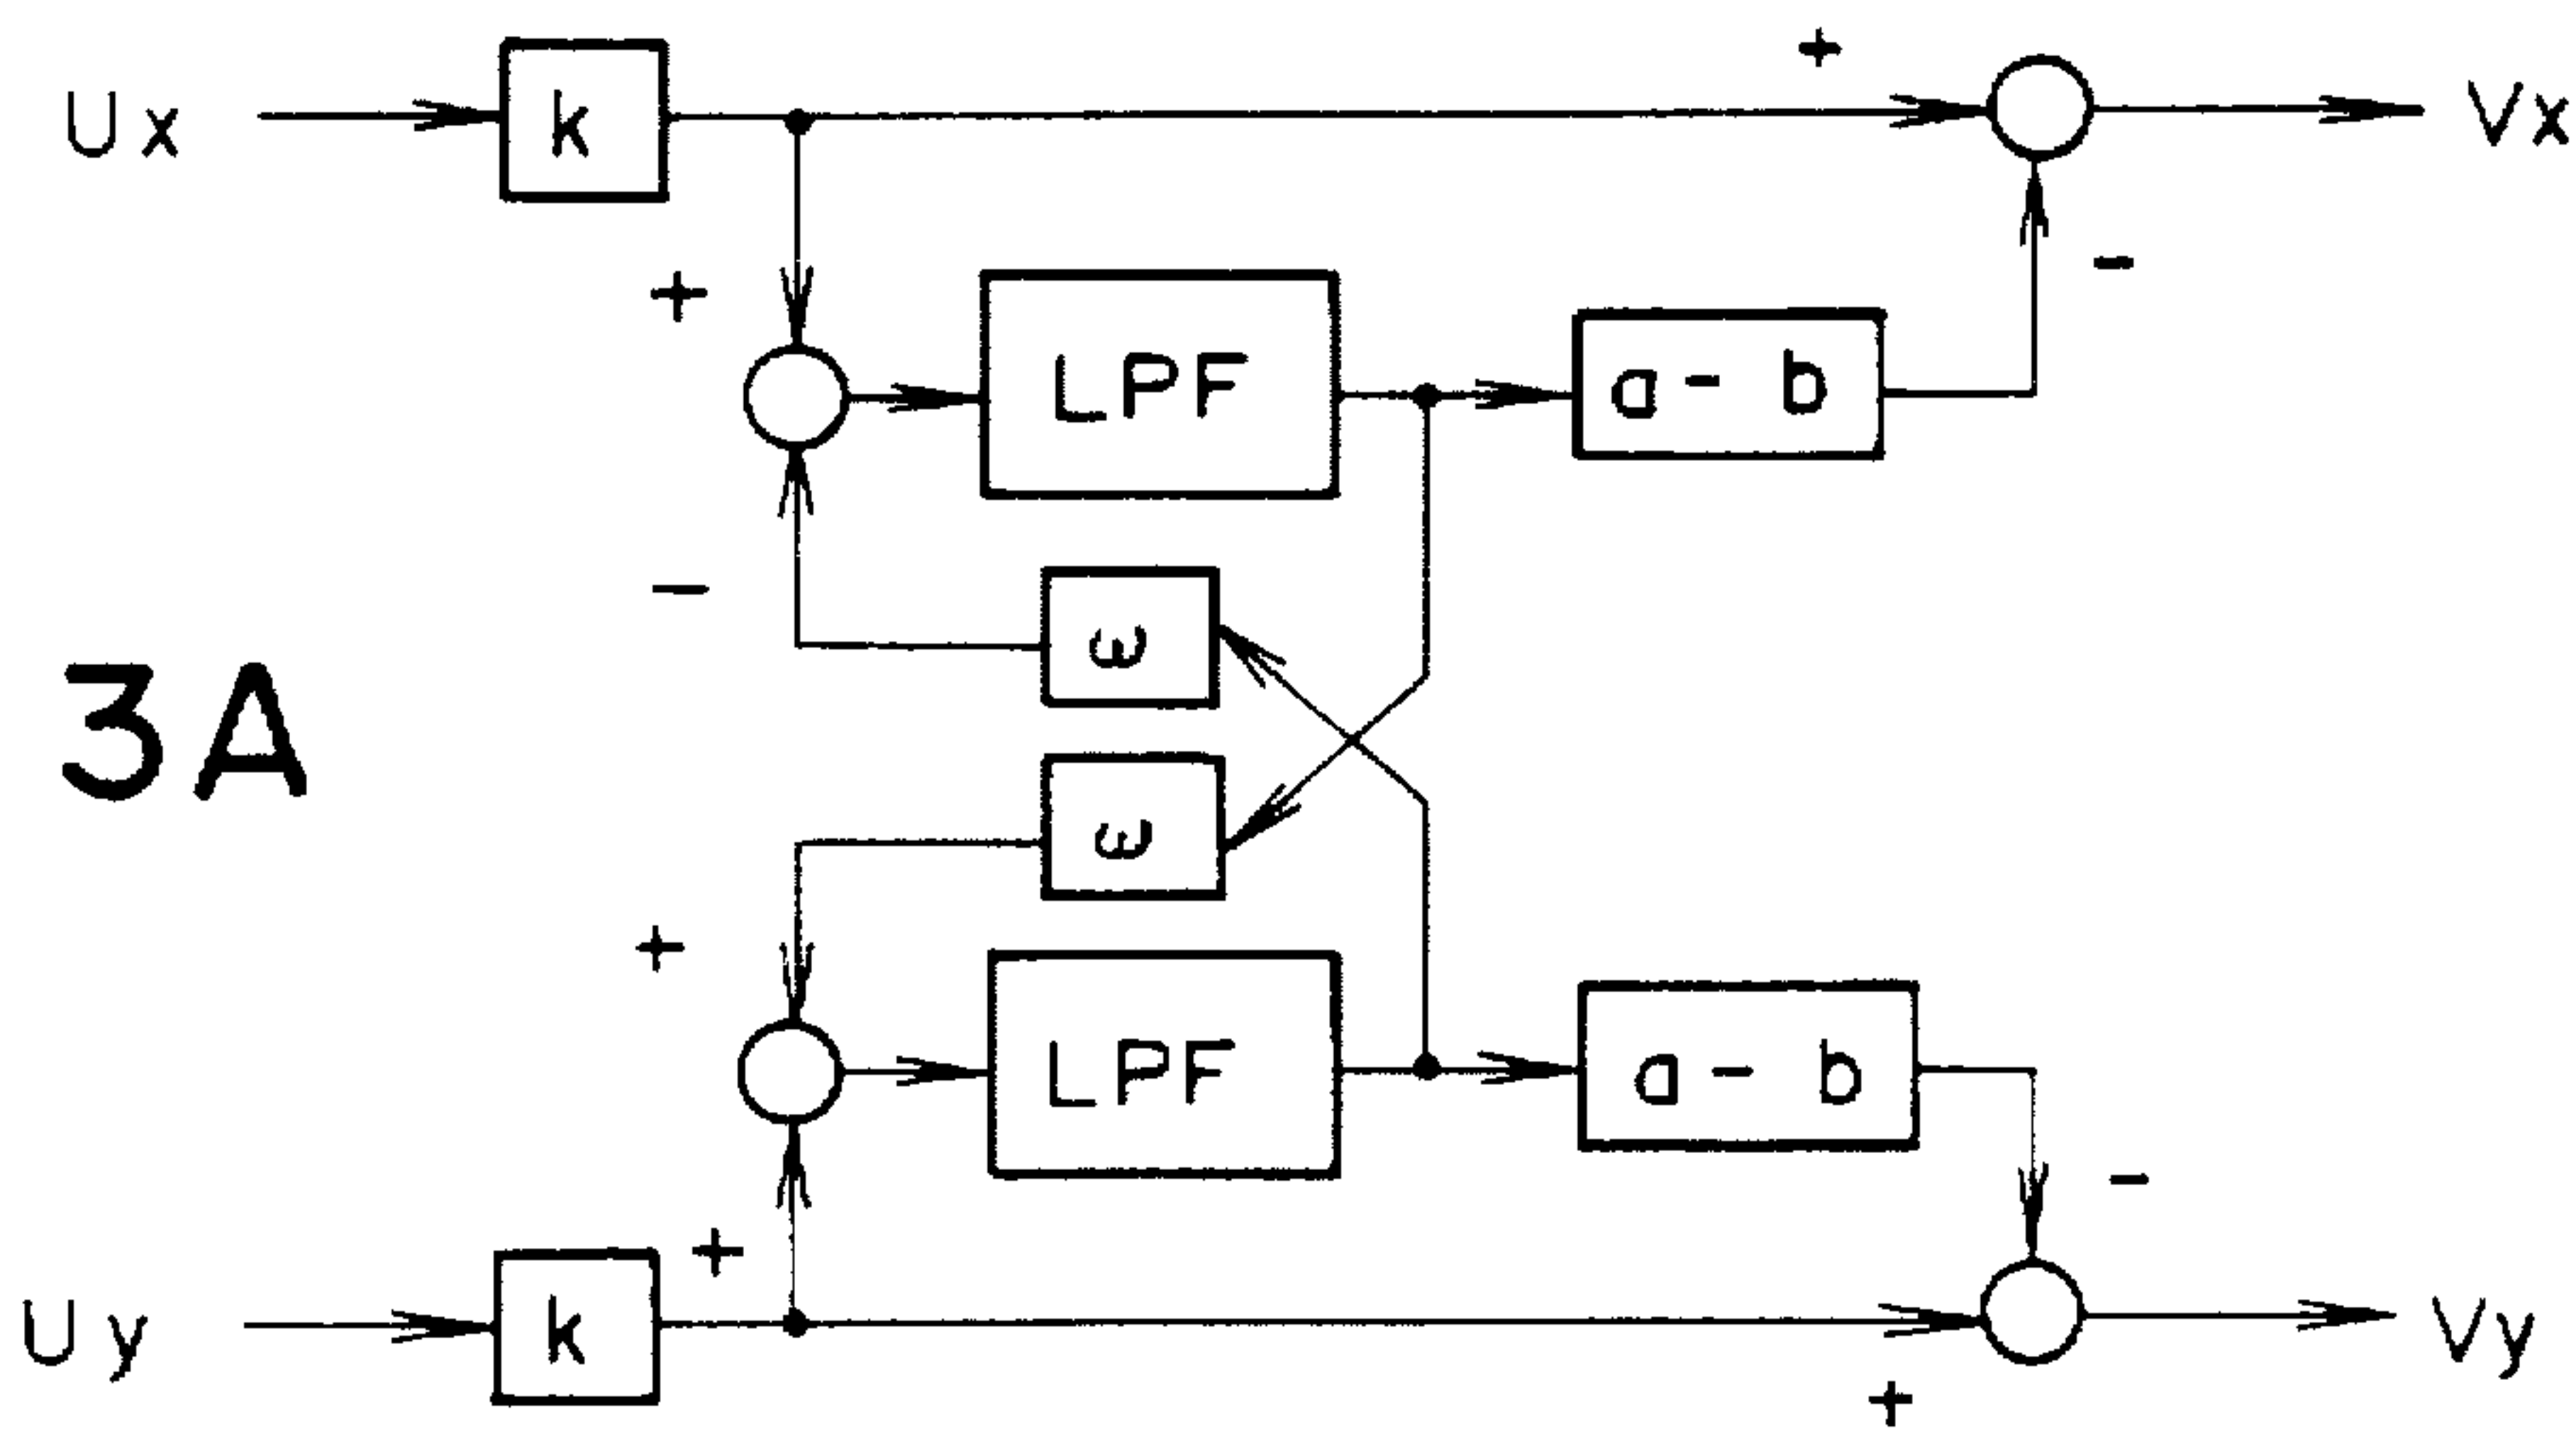 +
Ux k Vx
+ -
LPF a - b
-
ω
3A
ω
+
LPF a - b
-
+
Uy k Vy
+